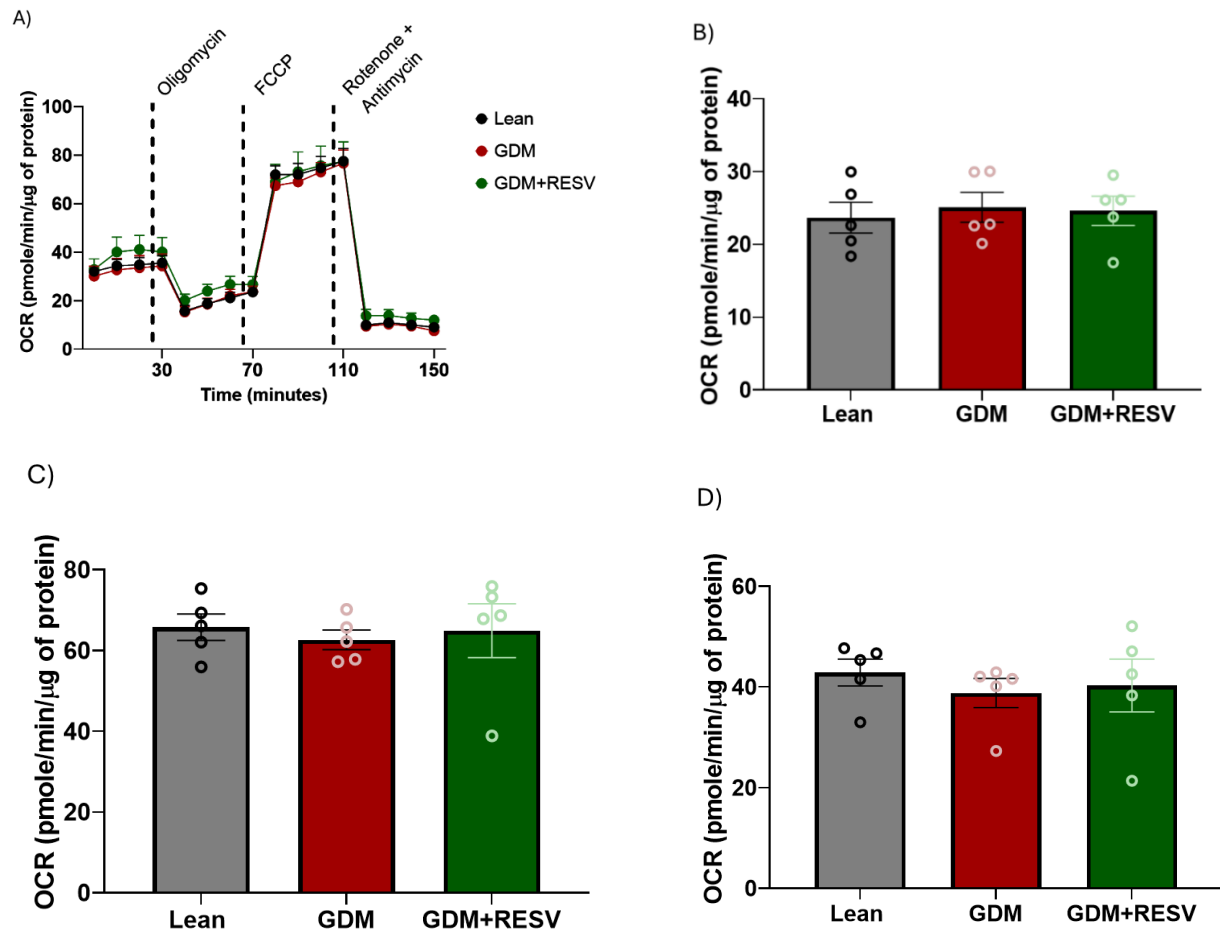 A)
Oligomycin
FCCP
Rotenone +
Antimycin
OCR (pmole/min/µg of protein)
100
80
60
40
20
0
30
70
110
150
Time (minutes)
Lean
GDM
GDM+RESV
B)
OCR (pmole/min/µg of protein)
40
30
20
10
0
Lean
GDM
GDM+RESV
C)
OCR (pmole/min/µg of protein)
80
60
40
20
0
Lean
GDM
GDM+RESV
D)
OCR (pmole/min/µg of protein)
60
40
20
0
Lean
GDM
GDM+RESV